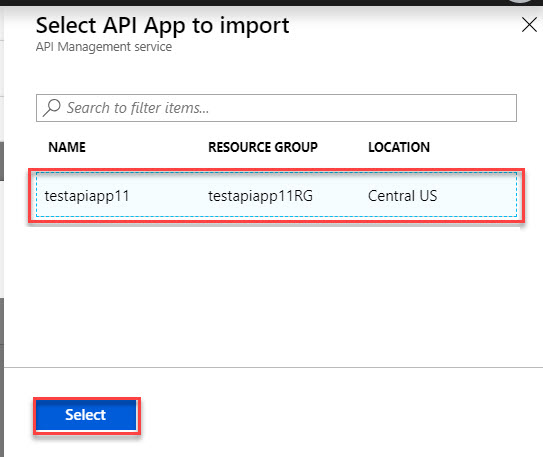 Select API App to import
API Management service
Search to filter items...
NAME RESOURCE GROUP LOCATION
testapiapp11 testapiapp11RG Central US
Select